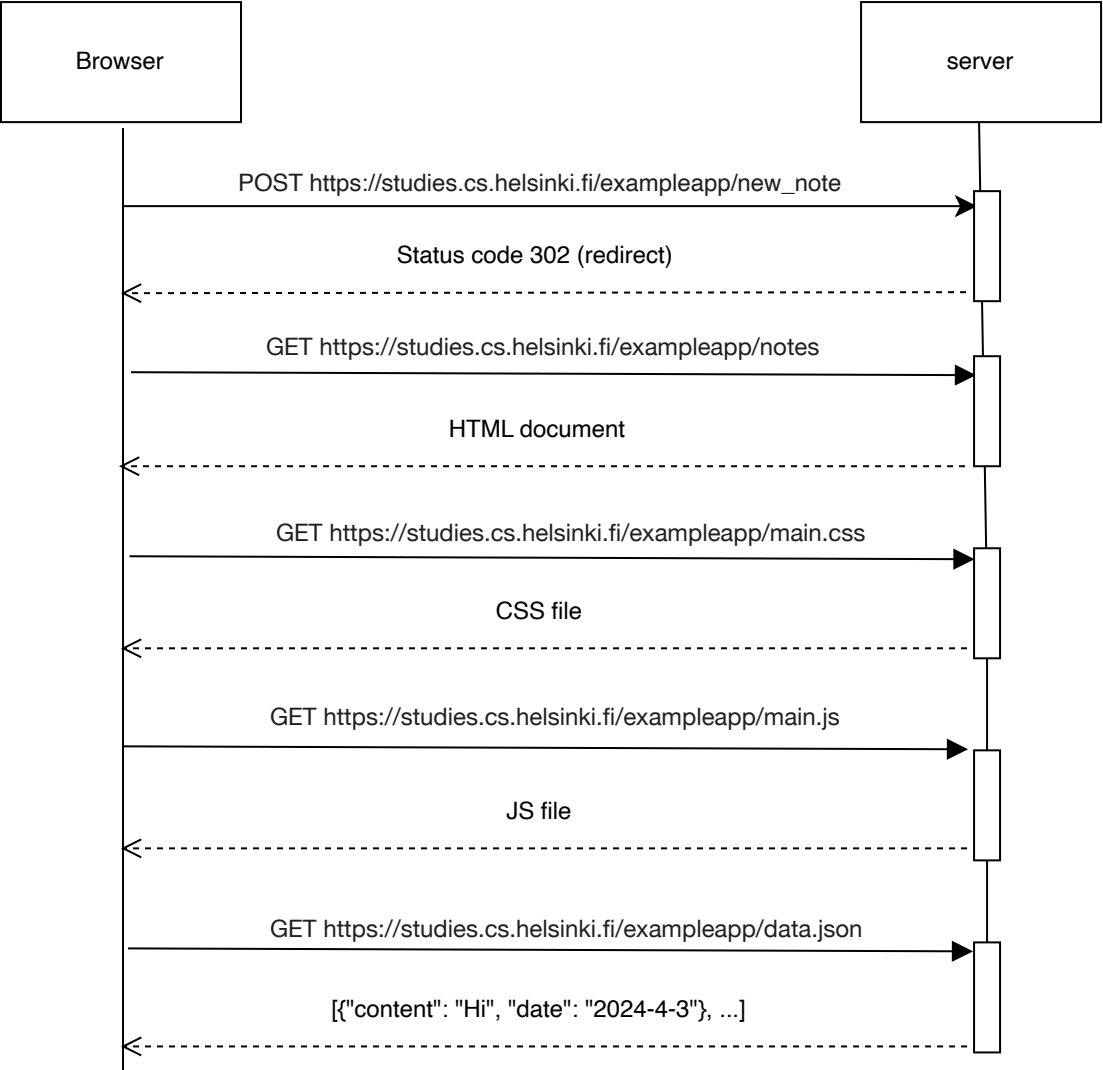 Browser
server
POST https://studies.cs.helsinki.fi/exampleapp/new_note
Status code 302 (redirect)
GET https://studies.cs.helsinki.fi/exampleapp/notes
HTML document
GET https://studies.cs.helsinki.fi/exampleapp/main.css
CSS file
GET https://studies.cs.helsinki.fi/exampleapp/main.js
JS file
GET https://studies.cs.helsinki.fi/exampleapp/data.json
[{"content": "Hi", "date": "2024-4-3"}, ...]